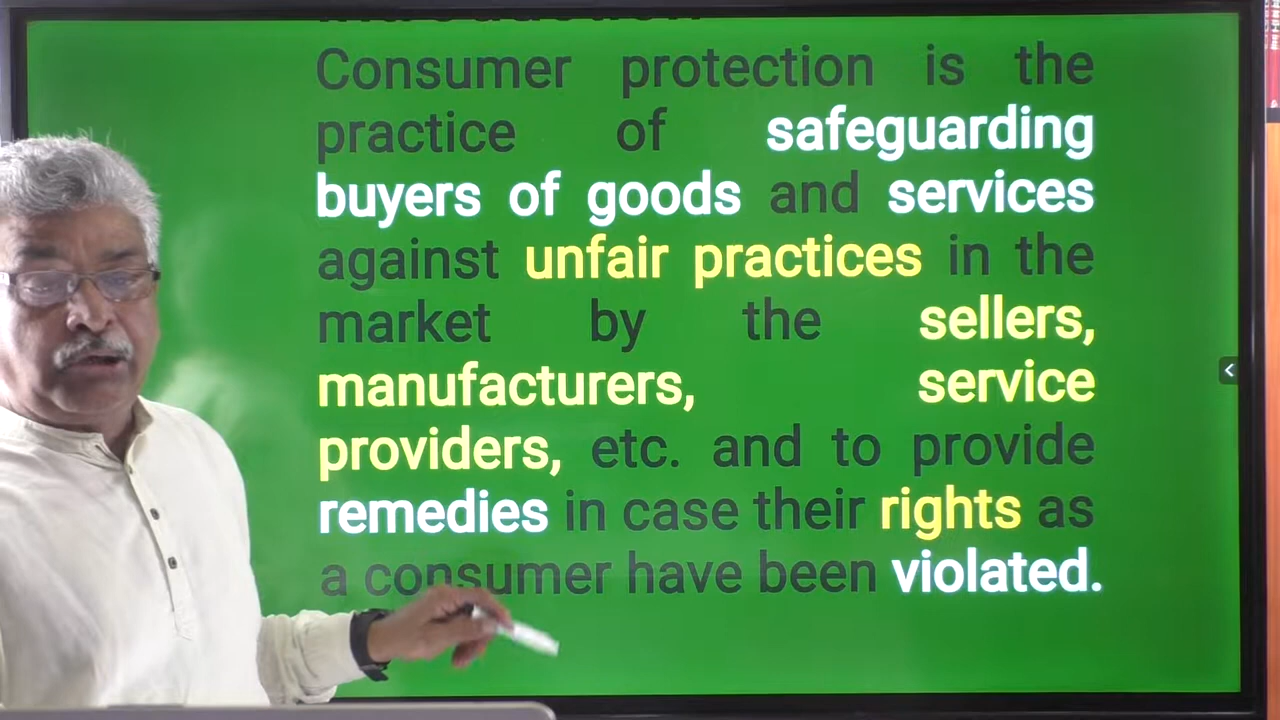 Consumer protection is the
practice of safeguarding
buyers of goods and services
against unfair practices in the
market by the sellers,
manufacturers, service
providers, etc. and to provide
remedies in case their rights as
a consumer have been violated.